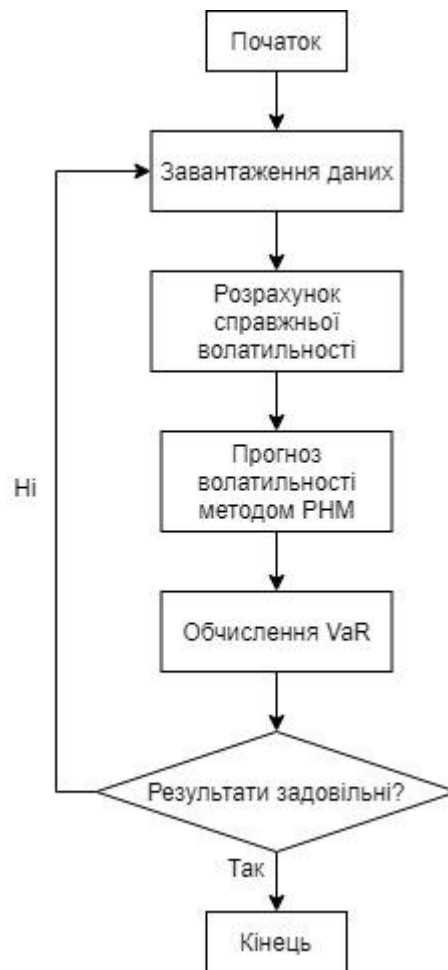 Початок
Завантаження даних
Розрахунок
справжньої
волатильності
Прогноз
волатильності
методом РНМ
Ні
Обчислення VaR
Результати задовільні?
Так
Кінець